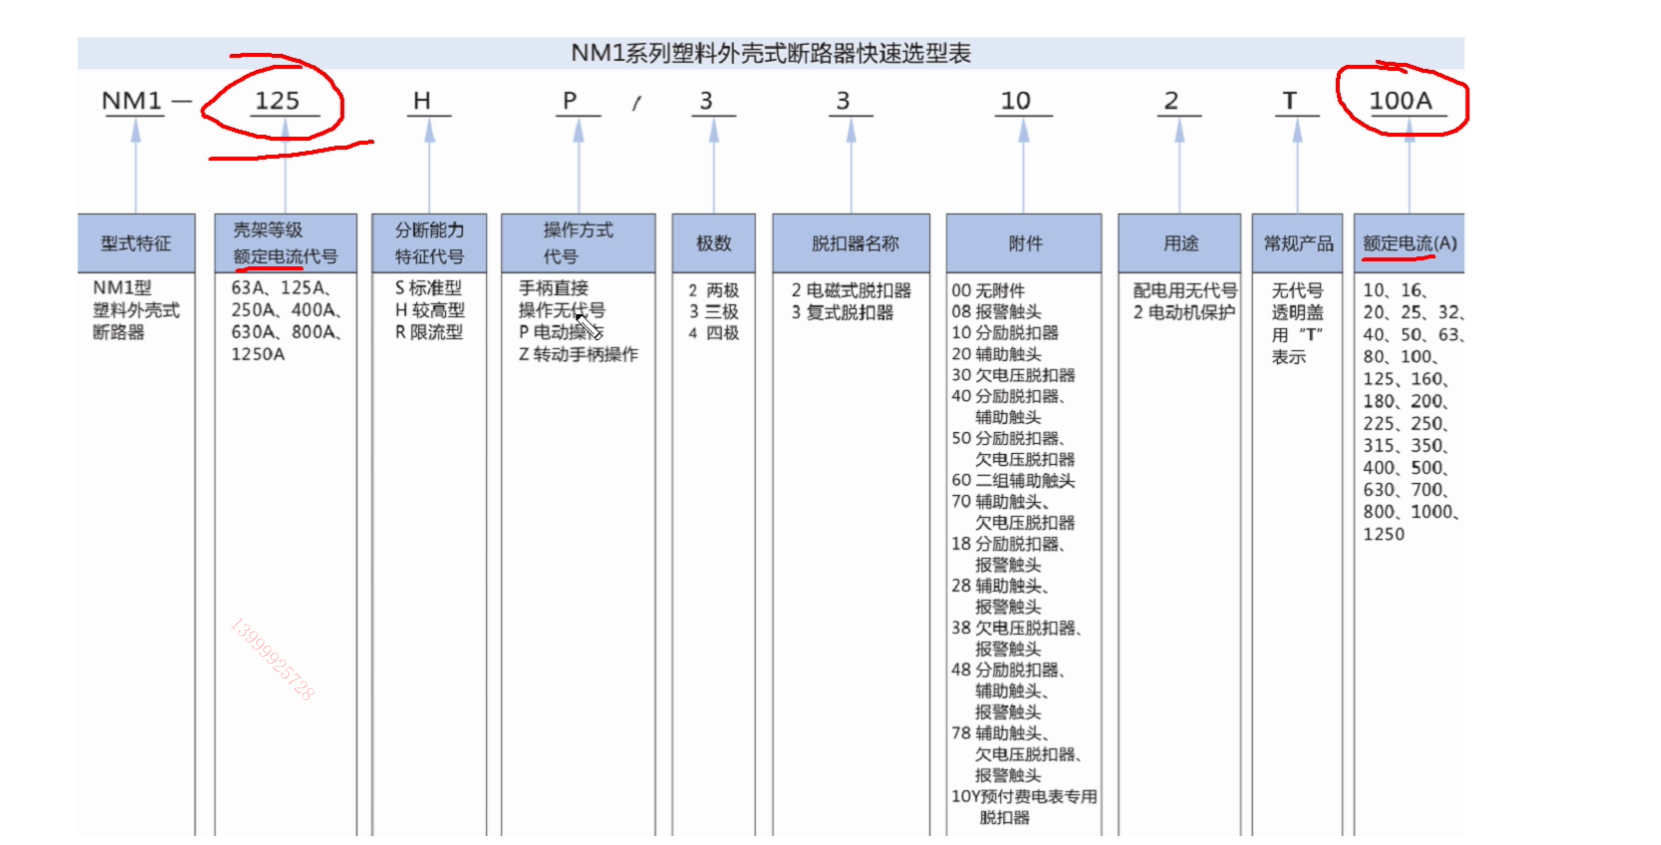 NM1系列塑料外壳式断路器快速选型表
NM1— 125 H P / 3 3 10 2 T 100A
型式特征
NM1型
塑料外壳式
断路器
壳架等级
额定电流代号
63A、125A、
250A、400A、
630A、800A、
1250A
分断能力
特征代号
S 标准型
H 较高型
R 限流型
操作方式
代号
手柄直接
操作无代号
P 电动操作
Z 转动手柄操作
极数
2 两极
3 三极
4 四极
脱扣器名称
2 电磁式脱扣器
3 复式脱扣器
附件
00 无附件
08 报警触头
10 分励脱扣器
20 辅助触头
30 欠电压脱扣器
40 分励脱扣器、
辅助触头
50 分励脱扣器、
欠电压脱扣器
60 二组辅助触头
70 辅助触头、
欠电压脱扣器
18 分励脱扣器、
报警触头
28 辅助触头、
报警触头
38 欠电压脱扣器、
报警触头
48 分励脱扣器、
辅助触头、
报警触头
78 辅助触头、
欠电压脱扣器、
报警触头
10Y预付费电表专用
脱扣器
用途
配电用无代号
2 电动机保护
常规产品
无代号
透明盖
用“T”
表示
额定电流(A)
10、16、
20、25、32、
40、50、63、
80、100、
125、160、
180、200、
225、250、
315、350、
400、500、
630、700、
800、1000、
1250
13999925728